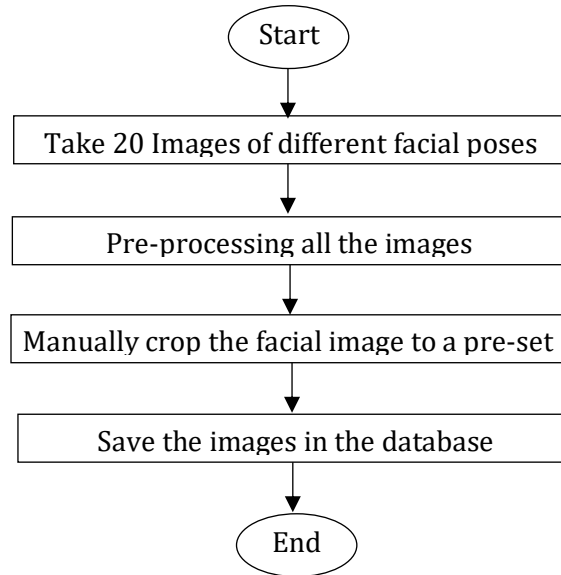 Start
Take 20 Images of different facial poses
Pre-processing all the images
Manually crop the facial image to a pre-set
Save the images in the database
End